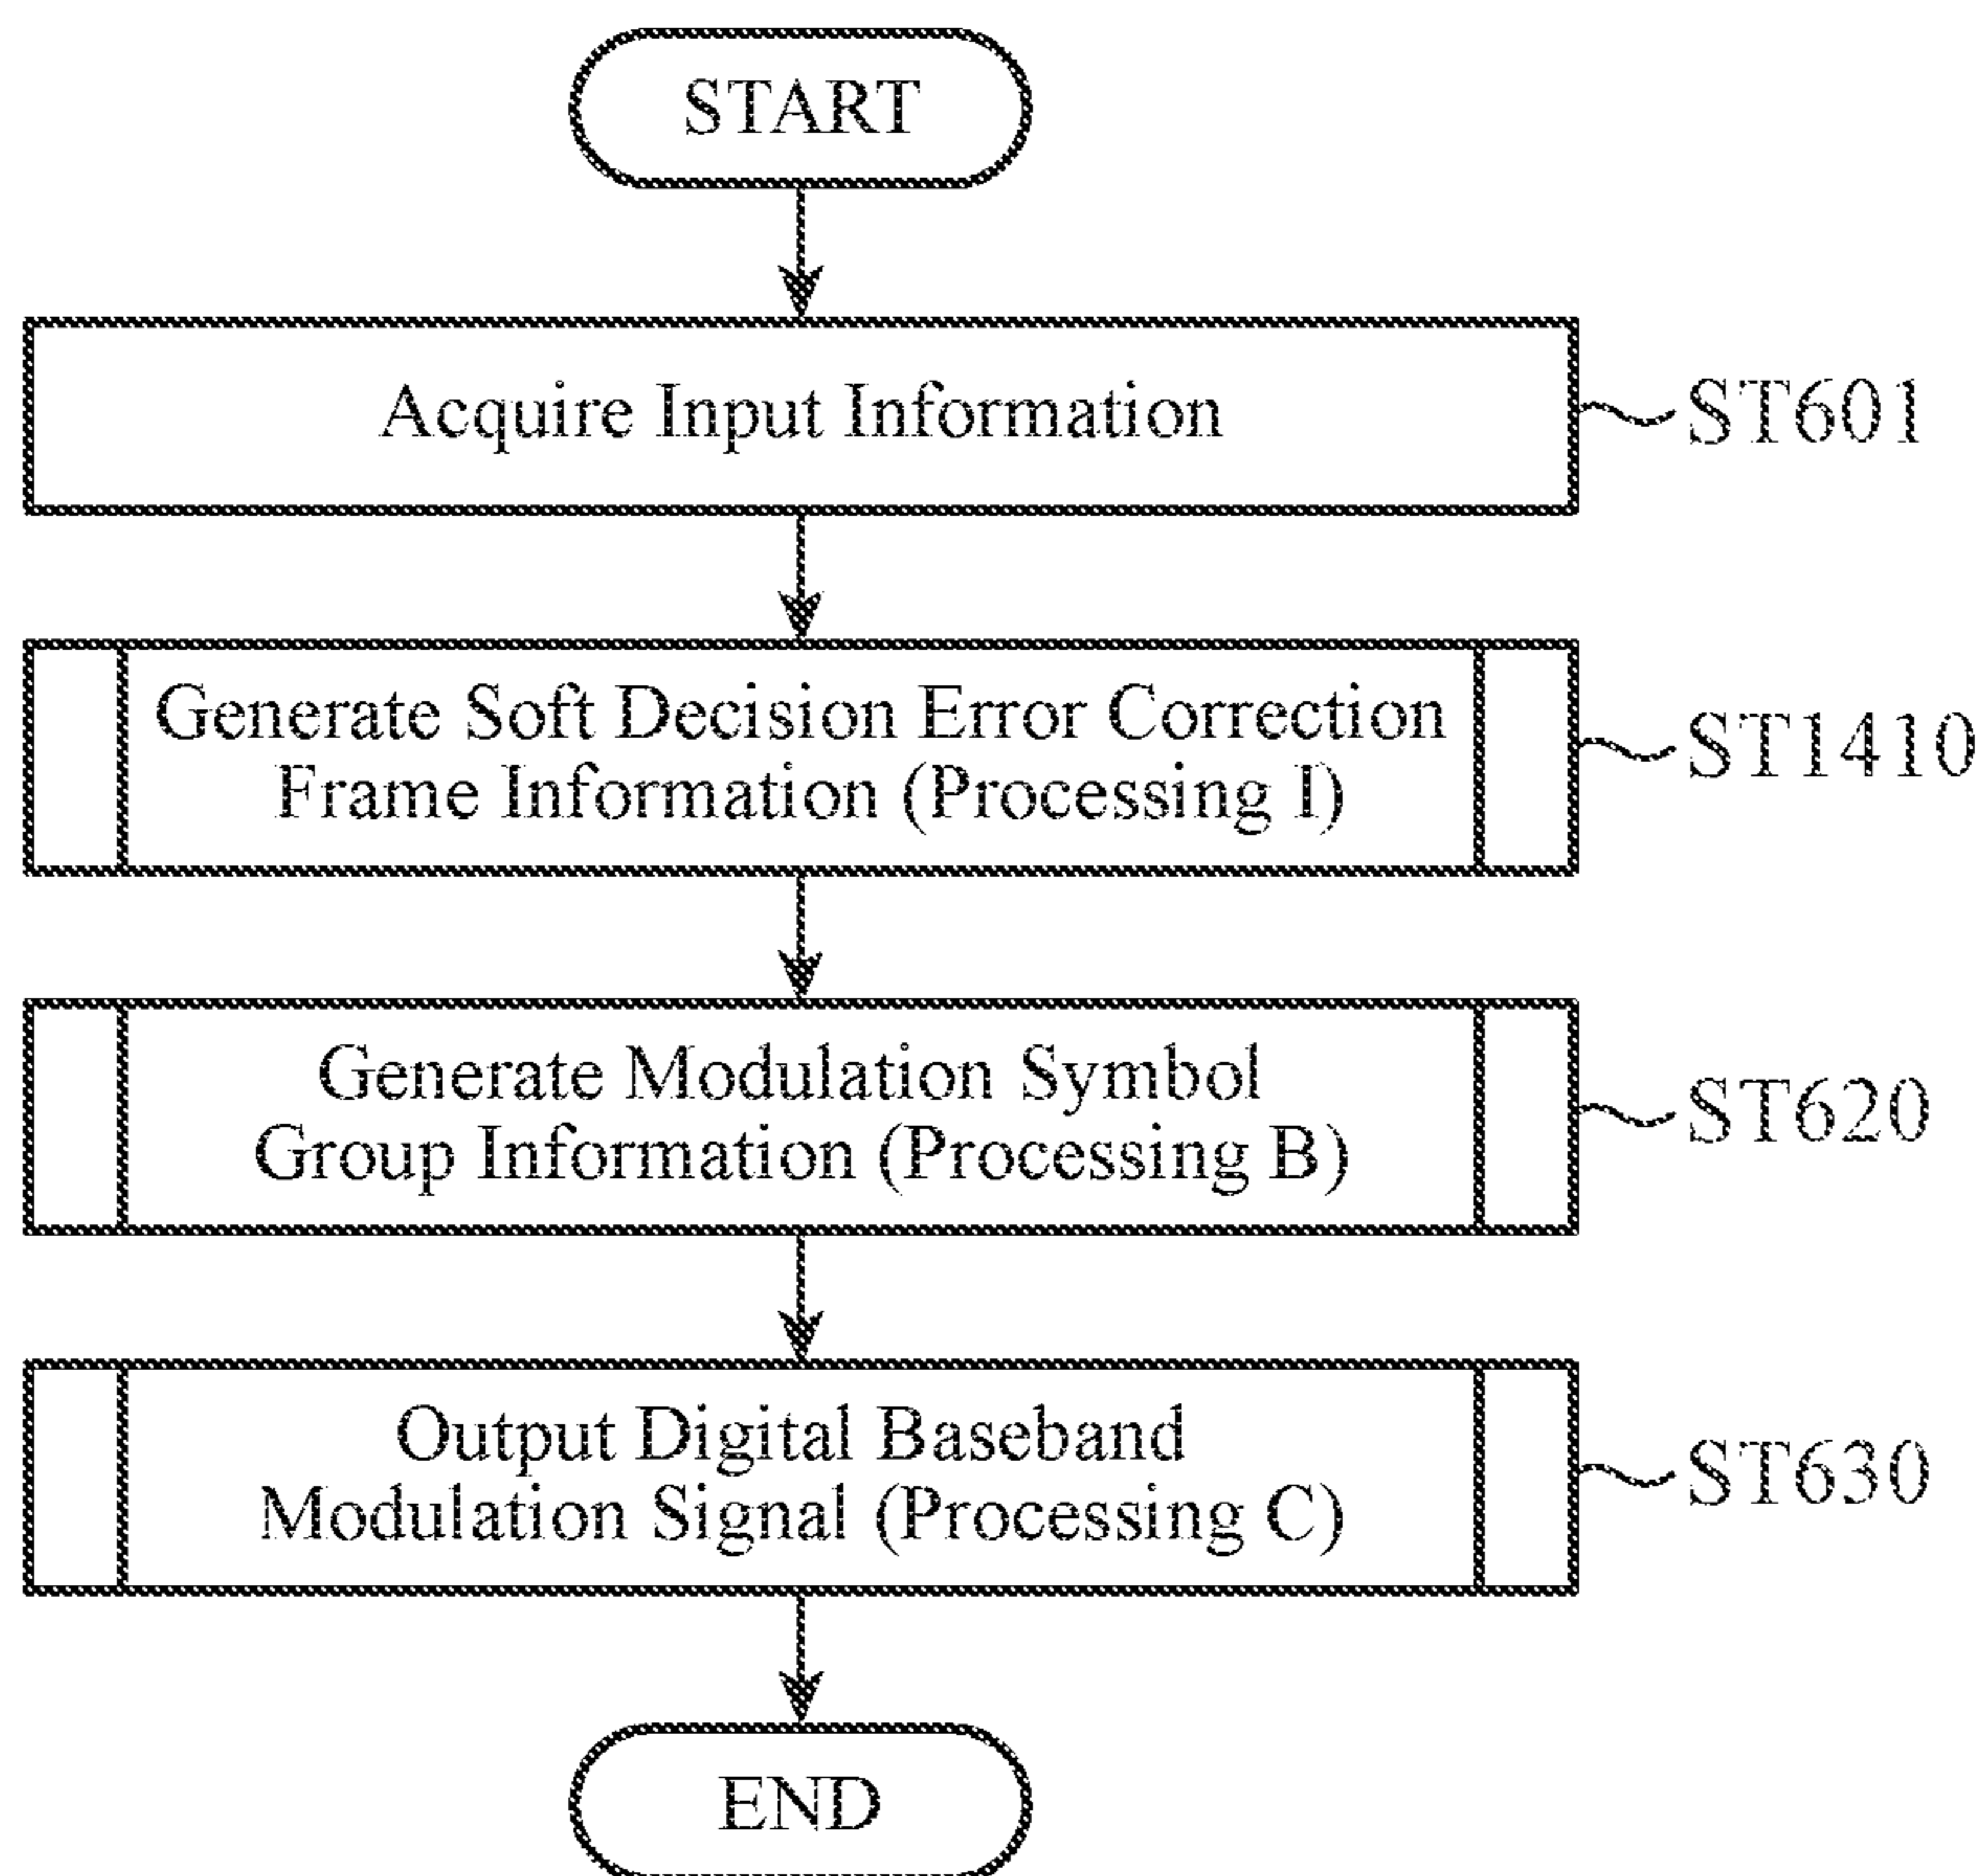 START
Acquire Input Information
ST601
Generate Soft Decision Error Correction
Frame Information (Processing I)
ST1410
Generate Modulation Symbol
Group Information (Processing B)
ST620
Output Digital Baseband
Modulation Signal (Processing C)
ST630
END